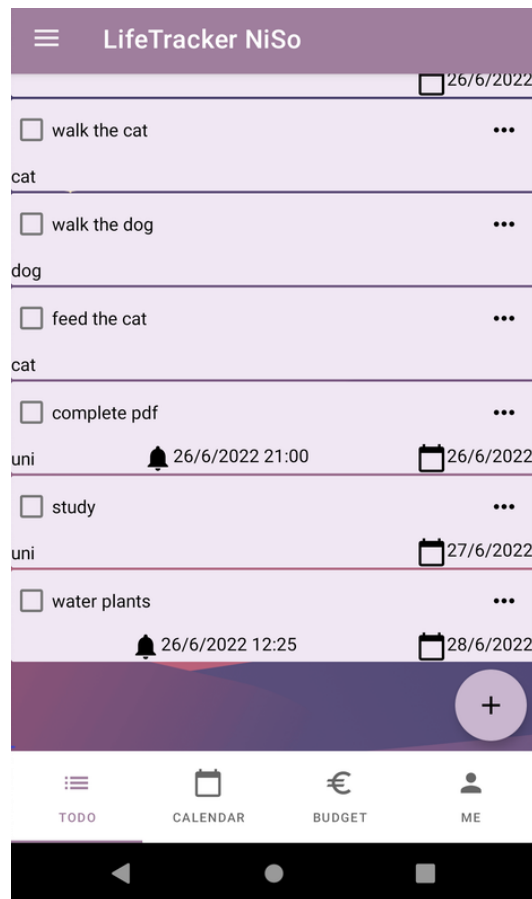 LifeTracker NiSo
26/6/2022
walk the cat
cat
walk the dog
dog
feed the cat
cat
complete pdf
uni 26/6/2022 21:00 26/6/2022
study
uni 27/6/2022
water plants
26/6/2022 12:25 28/6/2022
+
TODO CALENDAR BUDGET ME